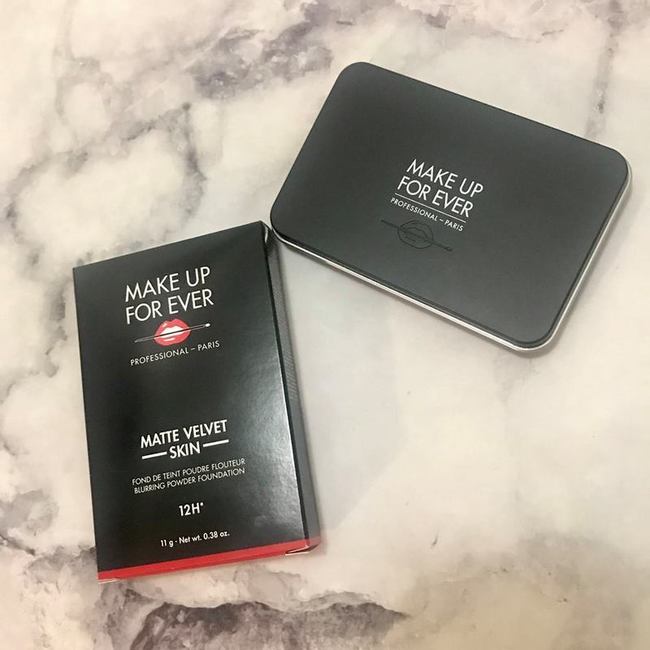 MAKE UP
FOR EVER
PROFESSIONAL – PARIS
MAKE UP
FOR EVER
PROFESSIONAL – PARIS
MATTE VELVET
SKIN
FOND DE TEINT POUDRE FLOUTEUR
BLURRING POWDER FOUNDATION
12H*
11 g - Net wt. 0.38 oz.